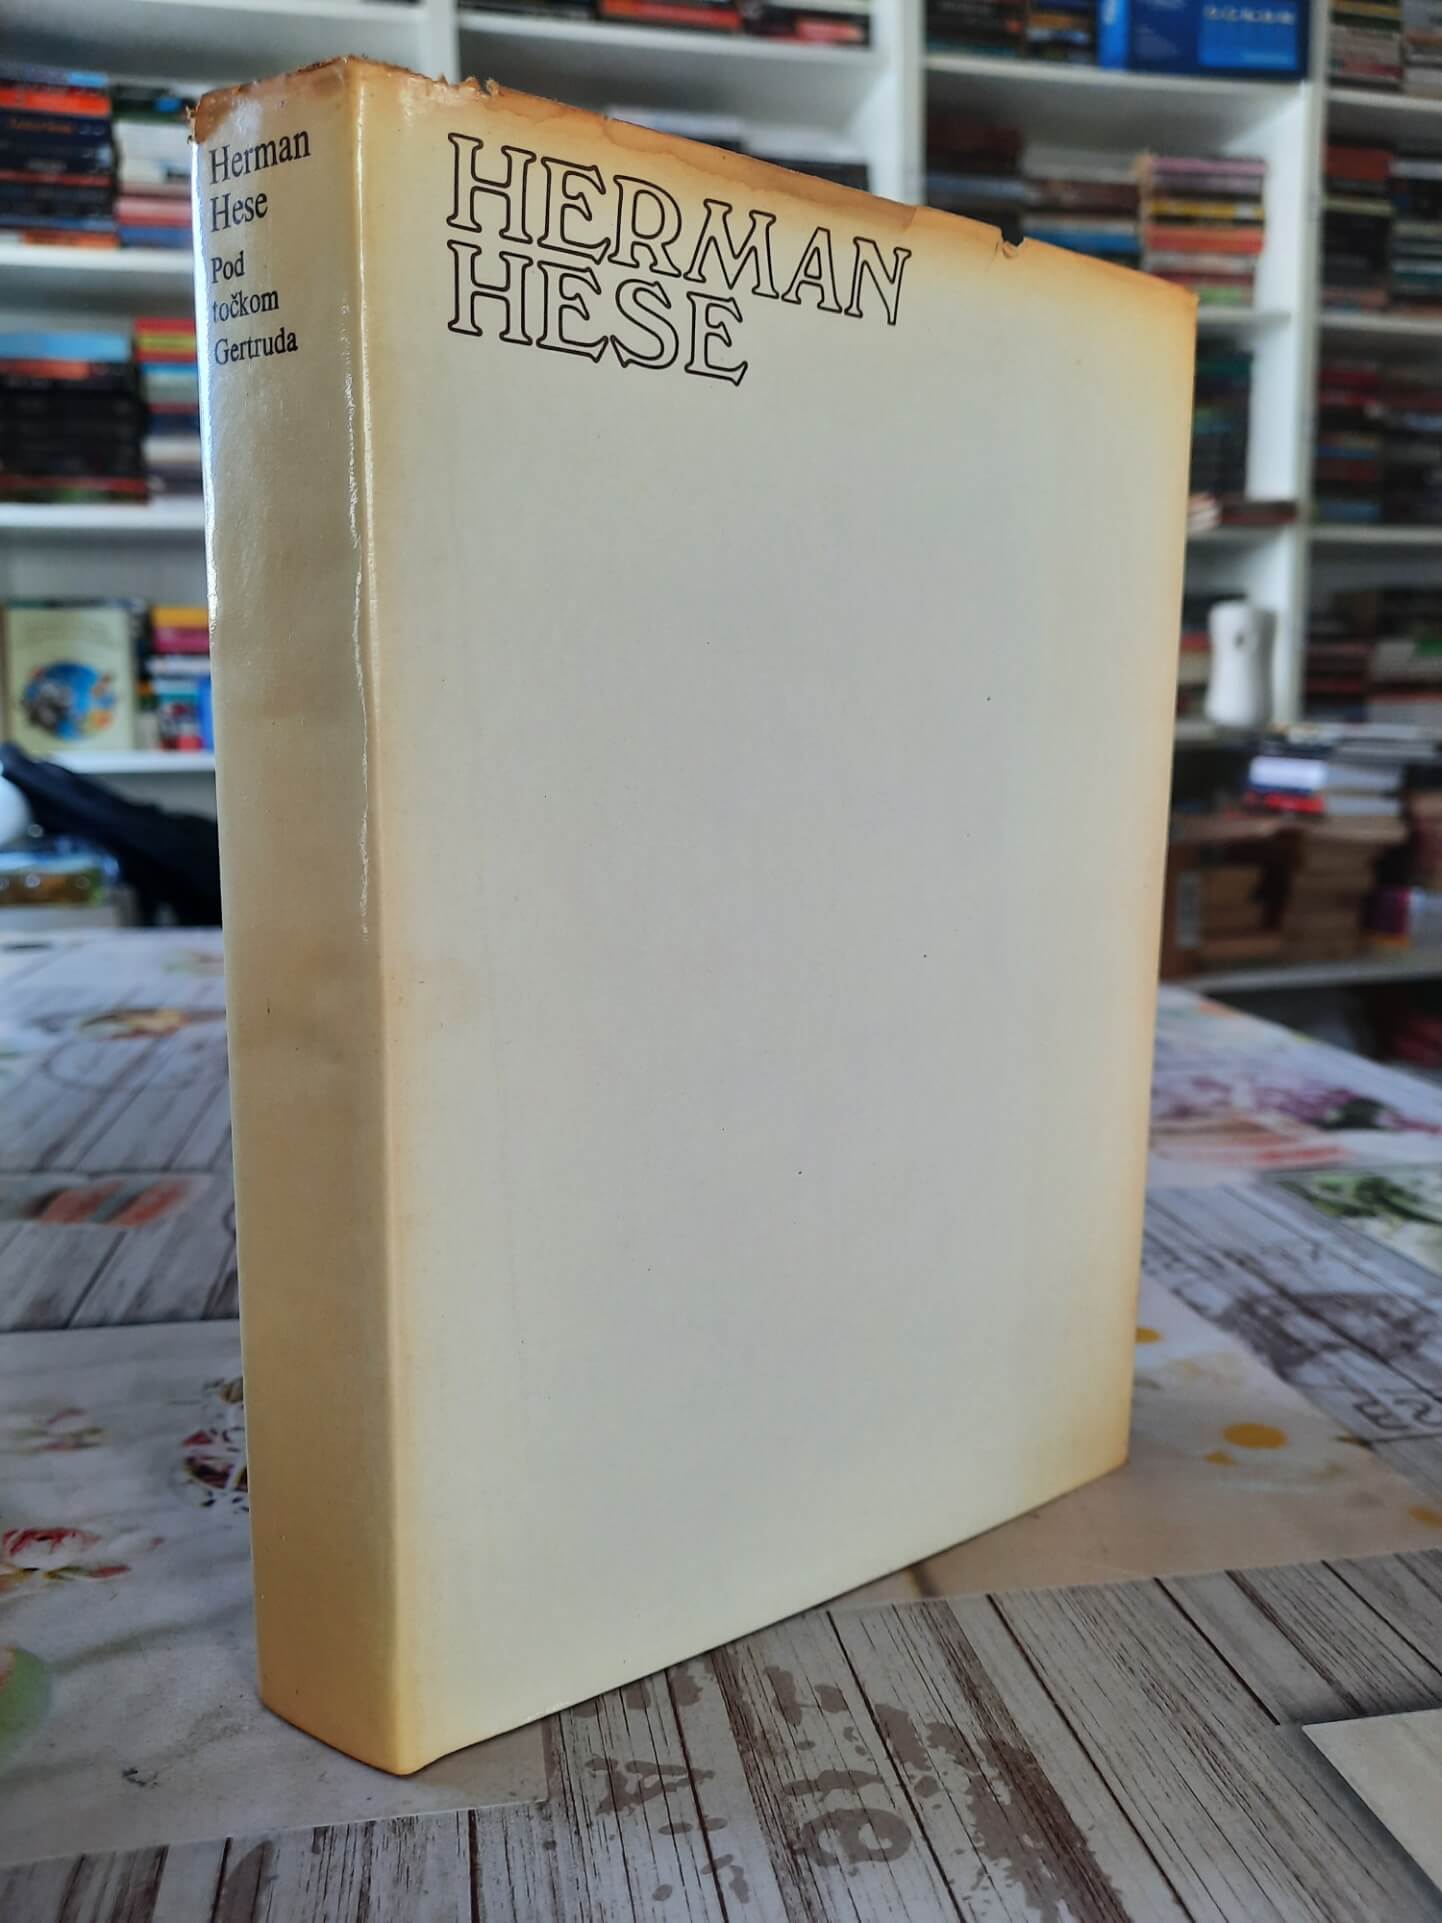 Herman
Hese
Pod
točkom
Gertruda
HERMAN
HESE